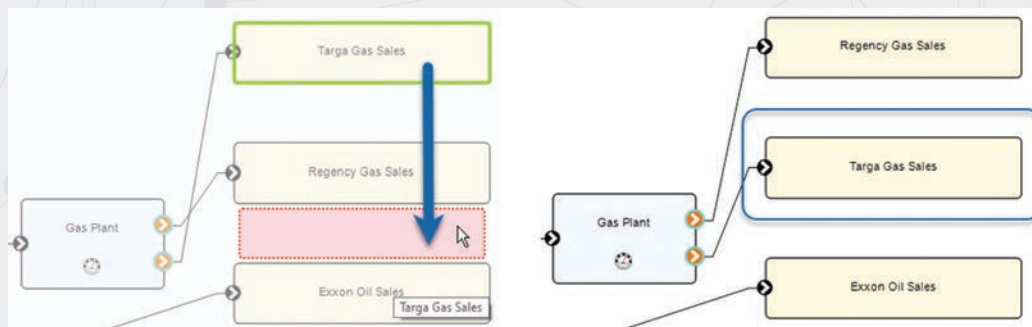 Targa Gas Sales
Regency Gas Sales
Gas Plant
Exxon Oil Sales
Targa Gas Sales
Regency Gas Sales
Targa Gas Sales
Gas Plant
Exxon Oil Sales